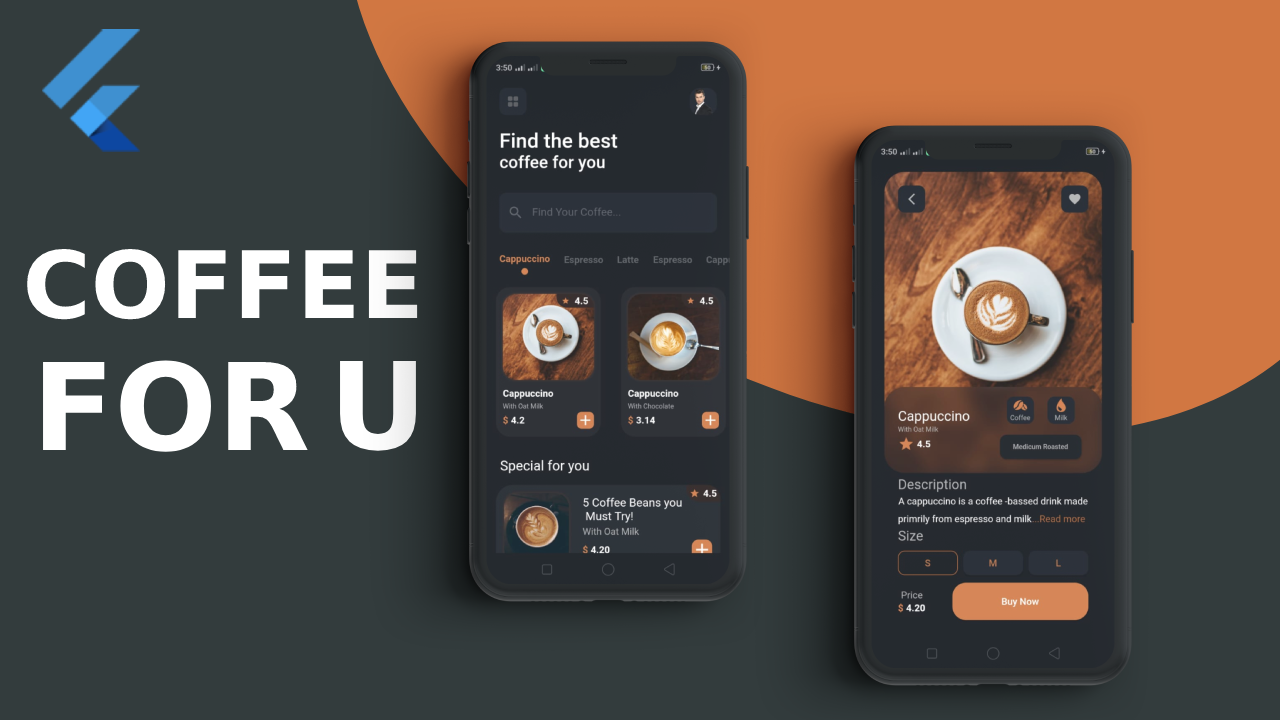 COFFEE
FOR U
3:50
50
Find the best
coffee for you
Find Your Coffee...
Cappuccino Espresso Latte Espresso Capp
4.5
4.5
Cappuccino
With Oat Milk
$ 4.2
Cappuccino
With Chocolate
$ 3.14
Special for you
4.5
5 Coffee Beans you
Must Try!
With Oat Milk
$ 4.20
3:50
50
Cappuccino
With Oat Milk
4.5
Coffee
Milk
Medicum Roasted
Description
A cappuccino is a coffee -bassed drink made
primrily from espresso and milk...Read more
Size
S M L
Price
$ 4.20
Buy Now